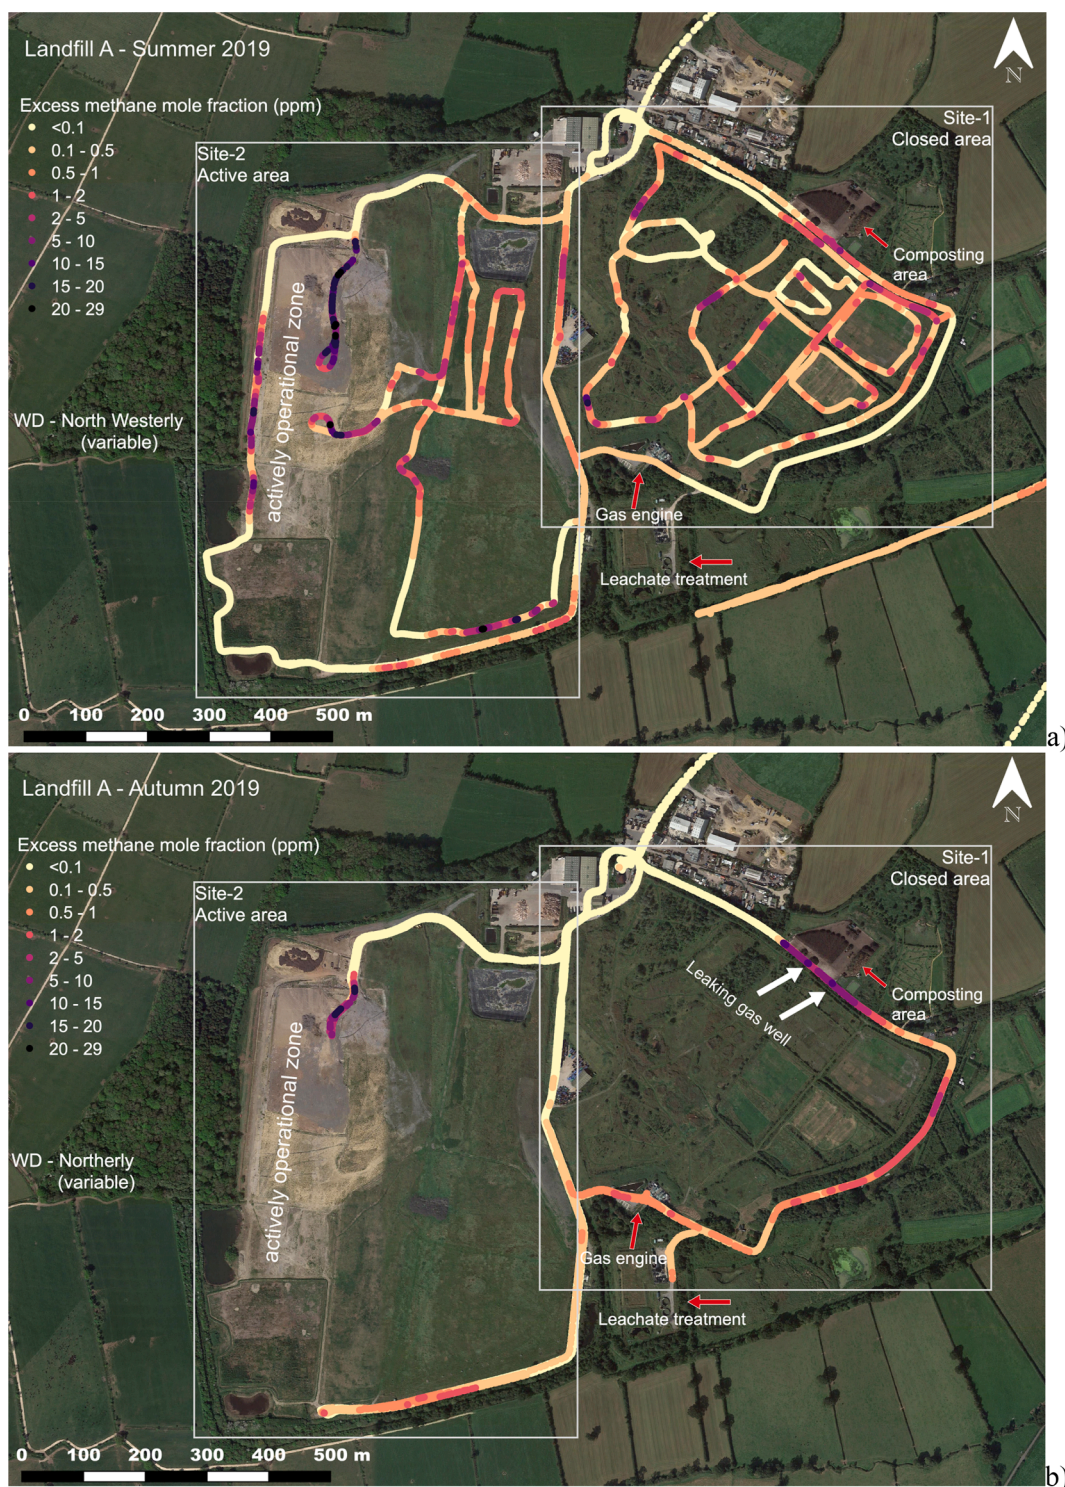 Landfill A - Summer 2019
N
Excess methane mole fraction (ppm)
<0.1
0.1 - 0.5
0.5 - 1
1 - 2
2 - 5
5 - 10
10 - 15
15 - 20
20 - 29
Site-2
Active area
Site-1
Closed area
Composting
area
actively operational zone
WD - North Westerly
(variable)
Gas engine
Leachate treatment
0 100 200 300 400 500 m
a)
Landfill A - Autumn 2019
N
Excess methane mole fraction (ppm)
<0.1
0.1 - 0.5
0.5 - 1
1 - 2
2 - 5
5 - 10
10 - 15
15 - 20
20 - 29
Site-2
Active area
Site-1
Closed area
Leaking gas well
Composting
area
actively operational zone
WD - Northerly
(variable)
Gas engine
Leachate treatment
0 100 200 300 400 500 m
b)